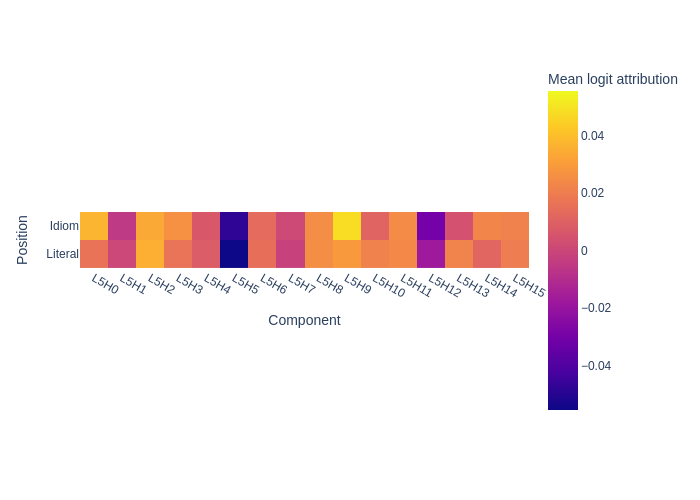 Mean logit attribution
0.04
0.02
0
−0.02
−0.04
Position
Idiom
Literal
L5H0 L5H1 L5H2 L5H3 L5H4 L5H5 L5H6 L5H7 L5H8 L5H9 L5H10 L5H11 L5H12 L5H13 L5H14 L5H15
Component